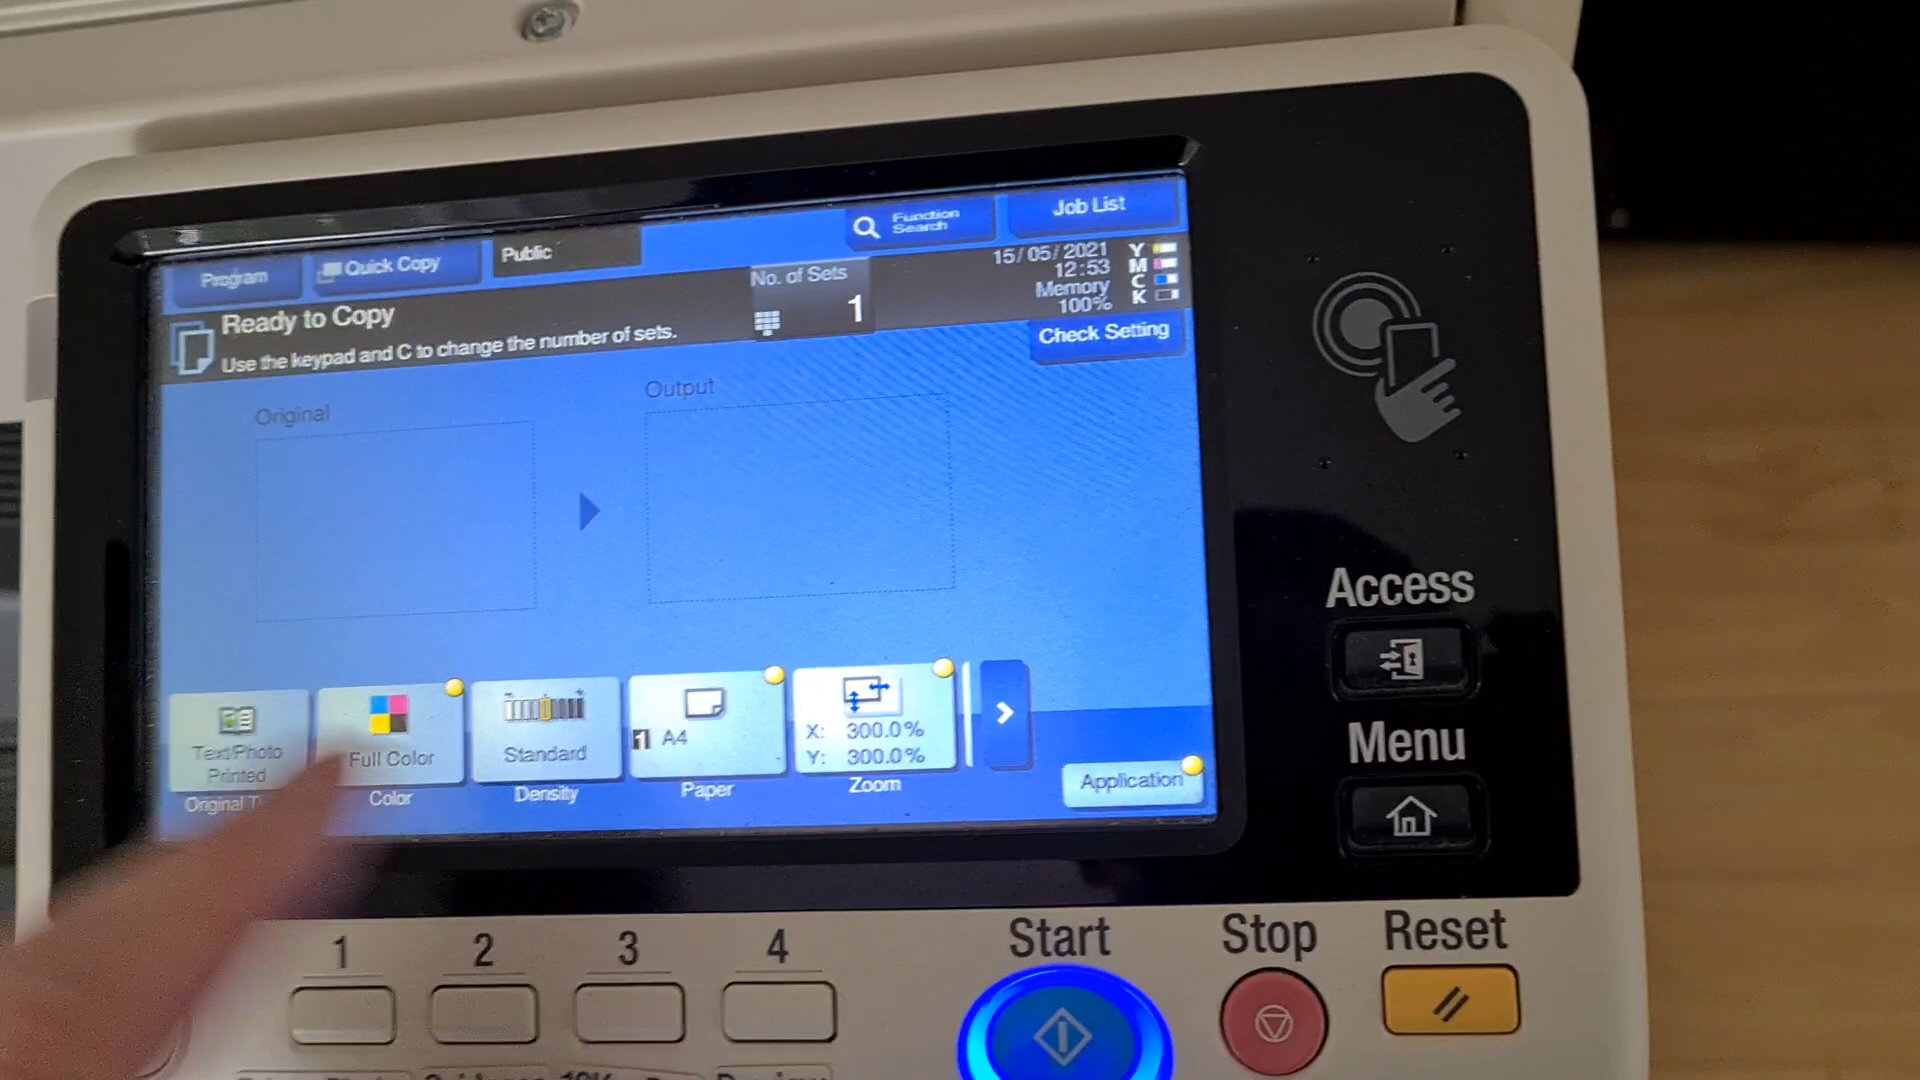 Program
Quick Copy
Public
Function
Search
Job List
Ready to Copy
Use the keypad and C to change the number of sets.
No. of Sets
1
15/05/2021
12:53
Memory
100%
Y
M
C
K
Check Setting
Original
Output
Text/Photo
Printed
Original
Full Color
Color
Standard
Density
1 A4
Paper
X: 300.0%
Y: 300.0%
Zoom
Application
Access
Menu
1
2
3
4
Start
Stop
Reset